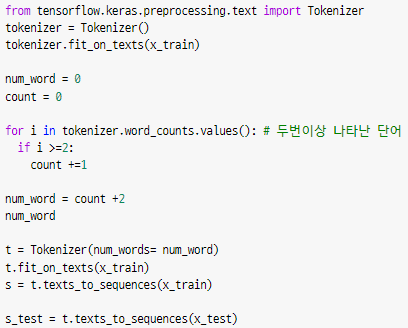 from tensorflow.keras.preprocessing.text import Tokenizer
tokenizer = Tokenizer()
tokenizer.fit_on_texts(x_train)

num_word = 0
count = 0

for i in tokenizer.word_counts.values(): # 두번이상 나타난 단어
  if i >=2:
    count +=1

num_word = count +2
num_word

t = Tokenizer(num_words= num_word)
t.fit_on_texts(x_train)
s = t.texts_to_sequences(x_train)

s_test = t.texts_to_sequences(x_test)